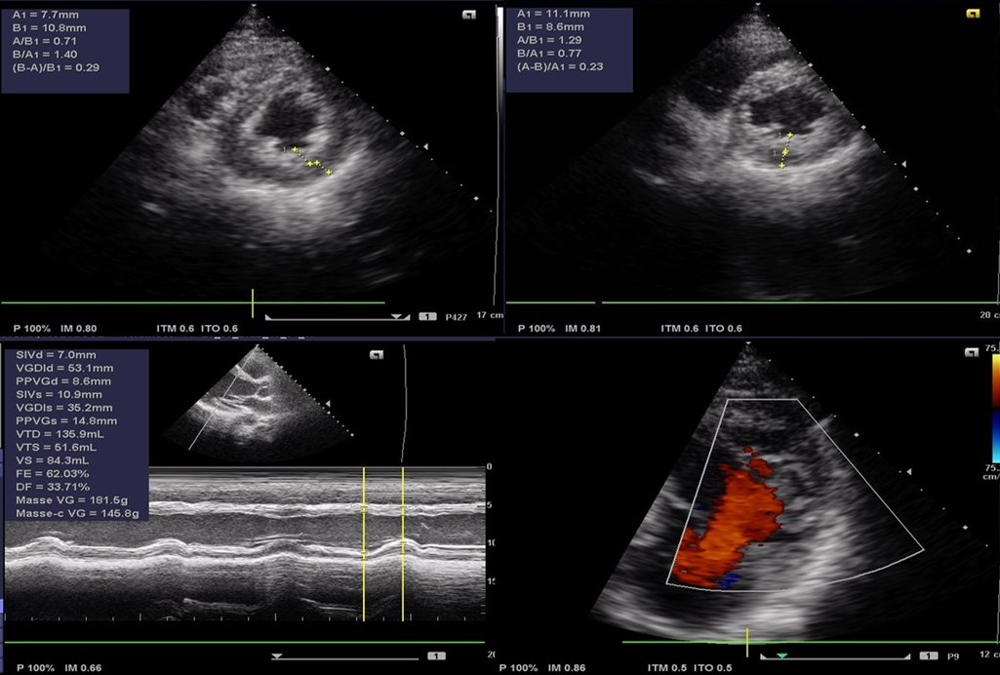 A1 = 7.7mm
B1 = 10.8mm
A/B1 = 0.71
B/A1 = 1.40
(B-A)/B1 = 0.29
1
P427
17 cm
P 100% IM 0.80 ITM 0.6 ITO 0.6
A1 = 11.1mm
B1 = 8.6mm
A/B1 = 1.29
B/A1 = 0.77
(A-B)/A1 = 0.23
1
1
20 c
P 100% IM 0.81 ITM 0.6 ITO 0.6
SIVd = 7.0mm
VGDId = 53.1mm
PPVGd = 8.6mm
SIVs = 10.9mm
VGDIs = 35.2mm
PPVGs = 14.8mm
VTD = 135.9mL
VTS = 51.6mL
VS = 84.3mL
FE = 62.03%
DF = 33.71%
Masse VG = 181.5g
Masse-c VG = 145.8g
0
5
10
15
20
1
P 100% IM 0.66
75.
75.
cm/
1
P9
12 c
P 100% IM 0.86 ITM 0.5 ITO 0.5